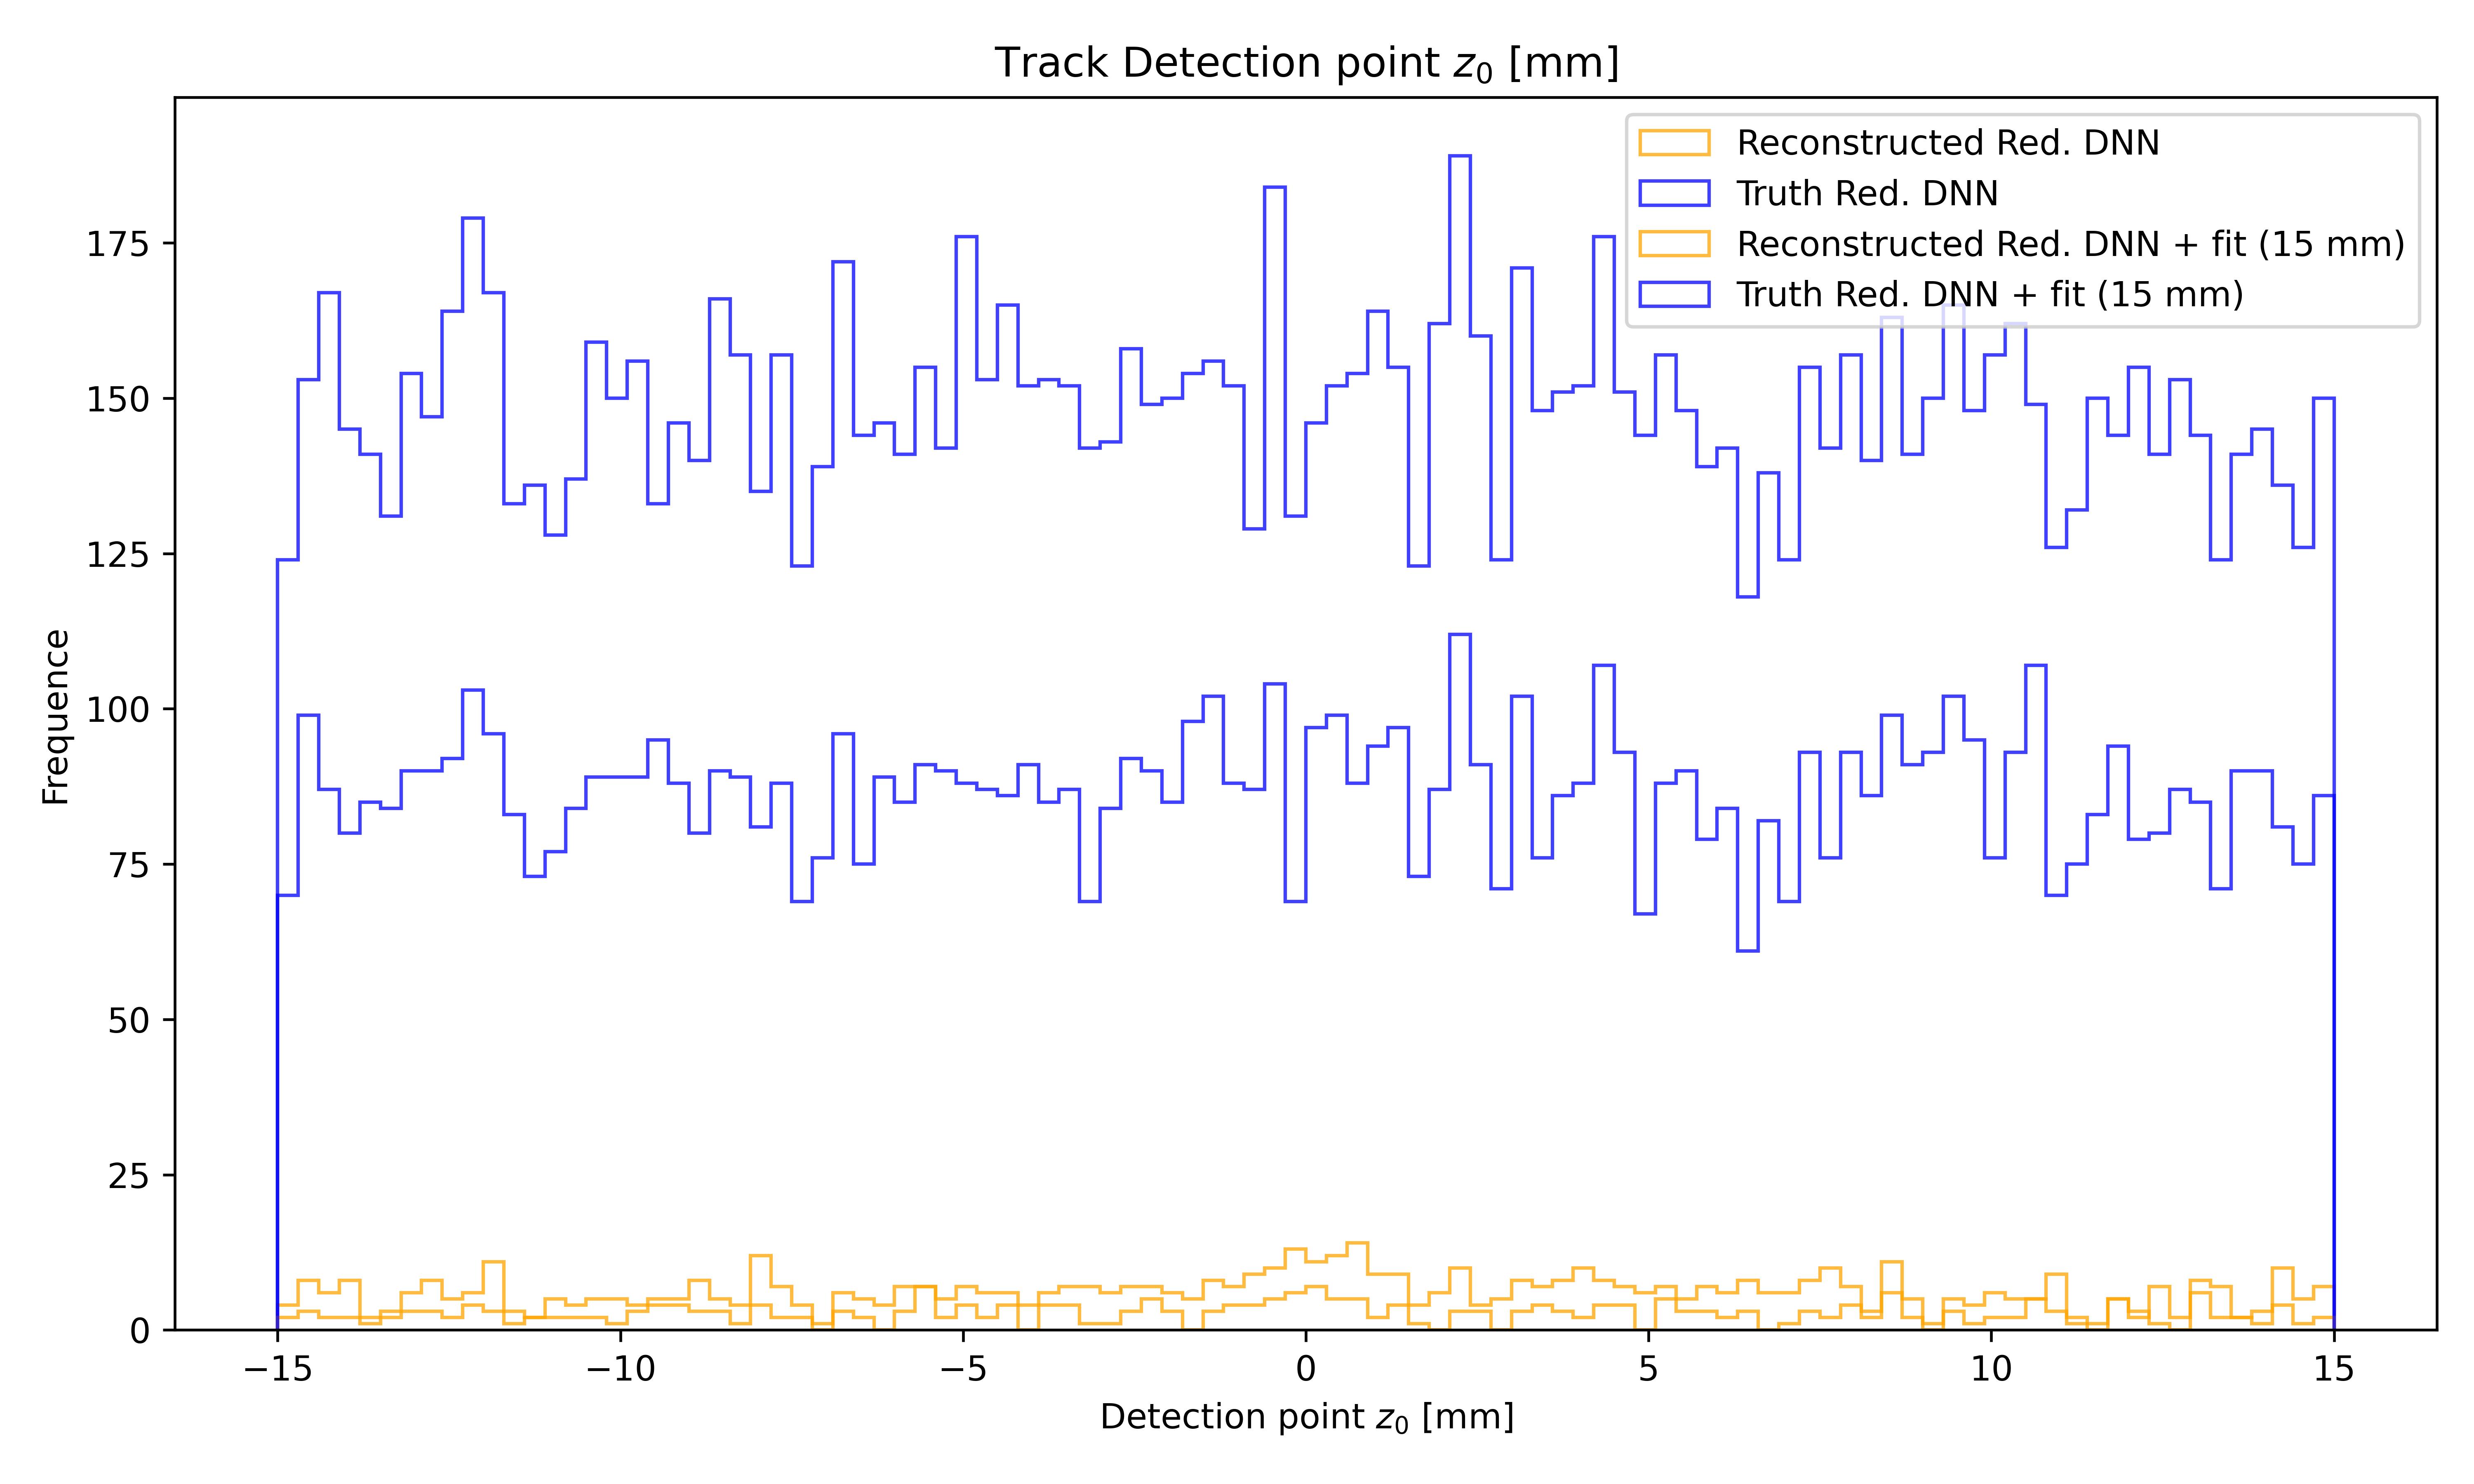 Track Detection point z₀ [mm]
Reconstructed Red. DNN
Truth Red. DNN
Reconstructed Red. DNN + fit (15 mm)
Truth Red. DNN + fit (15 mm)
Frequence
175
150
125
100
75
50
25
0
−15 −10 −5 0 5 10 15
Detection point z₀ [mm]